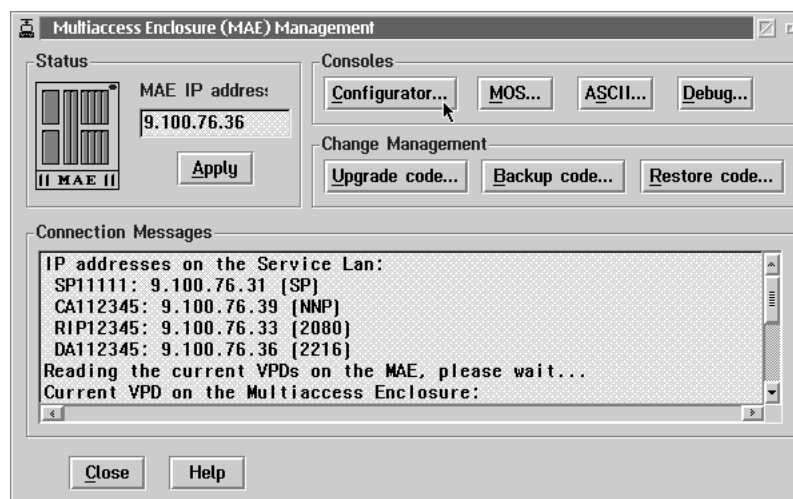 Multiaccess Enclosure (MAE) Management
Status
MAE IP address
9.100.76.36
Apply
|| MAE ||
Consoles
Configurator...
MOS...
ASCII...
Debug...
Change Management
Upgrade code...
Backup code...
Restore code...
Connection Messages
IP addresses on the Service Lan:
SP11111: 9.100.76.31 (SP)
CA112345: 9.100.76.39 (NNP)
RIP12345: 9.100.76.33 (2080)
DA112345: 9.100.76.36 (2216)
Reading the current VPDs on the MAE, please wait...
Current VPD on the Multiaccess Enclosure:
Close
Help